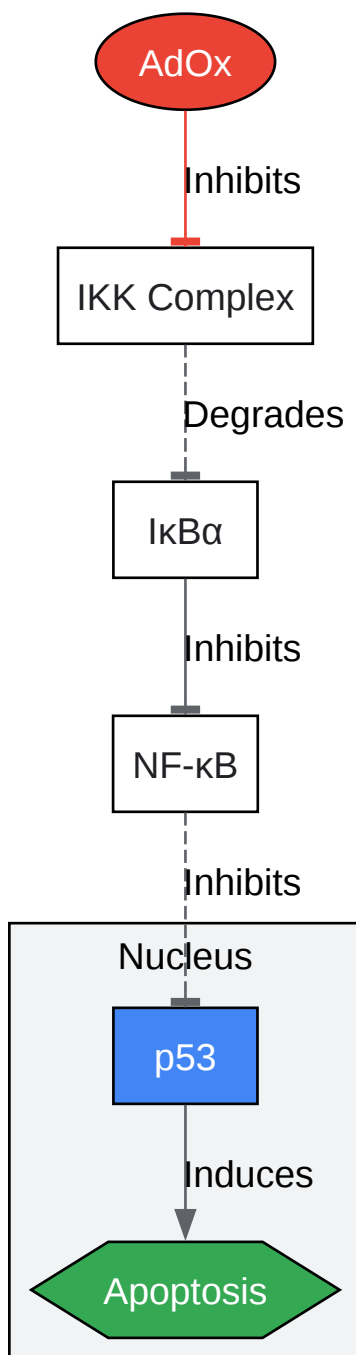 AdOx
Inhibits
IKK Complex
Degrades
IκBα
Inhibits
NF-κB
Inhibits
Nucleus
p53
Induces
Apoptosis